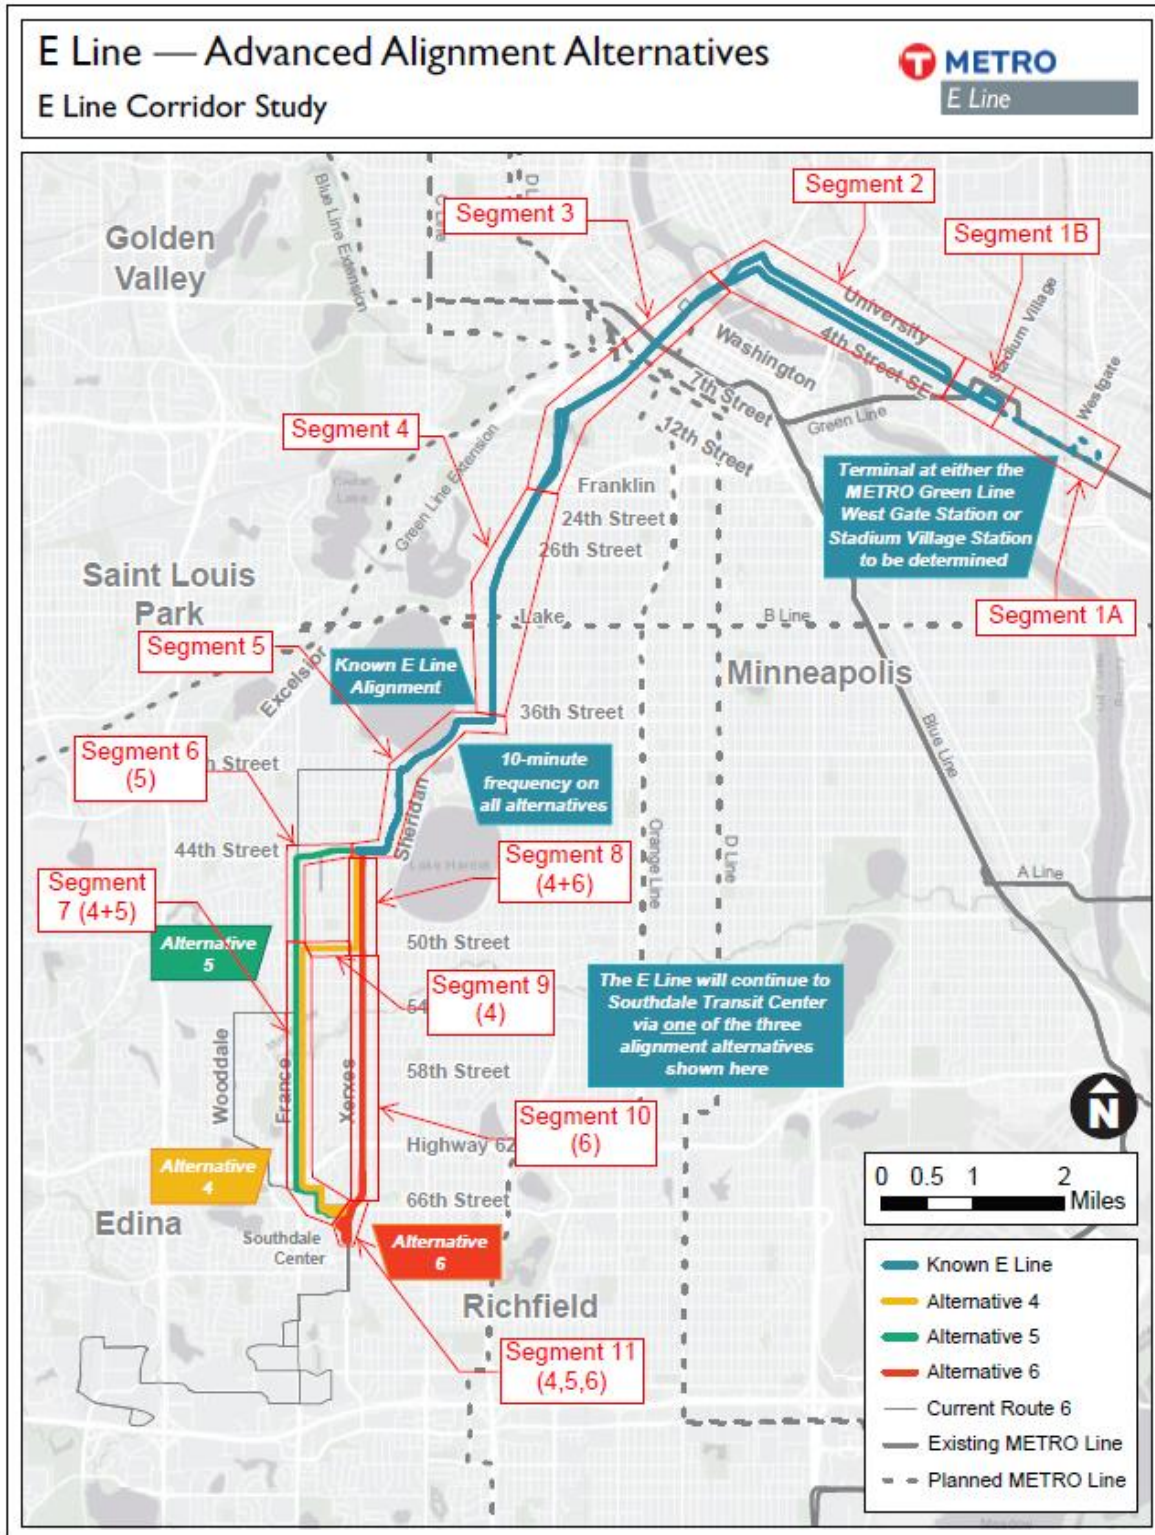 E Line — Advanced Alignment Alternatives
E Line Corridor Study
T METRO
E Line
Segment 2
Segment 3
Segment 1B
Golden
Valley
Blue Line Extension
C Line
D L
University
Stadium Village
4th Street SE
Washington
7th Street
Westgate
Green Line
12th Street
Segment 4
Green Line Extension
Franklin
24th Street
26th Street
Terminal at either the
METRO Green Line
West Gate Station or
Stadium Village Station
to be determined
Saint Louis
Park
Segment 1A
Lake
B Line
Segment 5
Excelsior
Known E Line
Alignment
Minneapolis
36th Street
Segment 6
(5)
h Street
10-minute
frequency on
all alternatives
Sheridan
Blue Line
Orange Line
D Line
44th Street
Lake Harriet
Segment 8
(4+6)
A Line
Segment
7 (4+5)
Alternative
5
50th Street
Segment 9
(4)
54
The E Line will continue to
Southdale Transit Center
via one of the three
alignment alternatives
shown here
Wooddale
France
Xerxes
58th Street
N
Segment 10
(6)
Highway 62
Alternative
4
66th Street
0 0.5 1 2
Miles
Edina
Southdale
Center
Alternative
6
Richfield
Segment 11
(4,5,6)
Known E Line
Alternative 4
Alternative 5
Alternative 6
Current Route 6
Existing METRO Line
Planned METRO Line